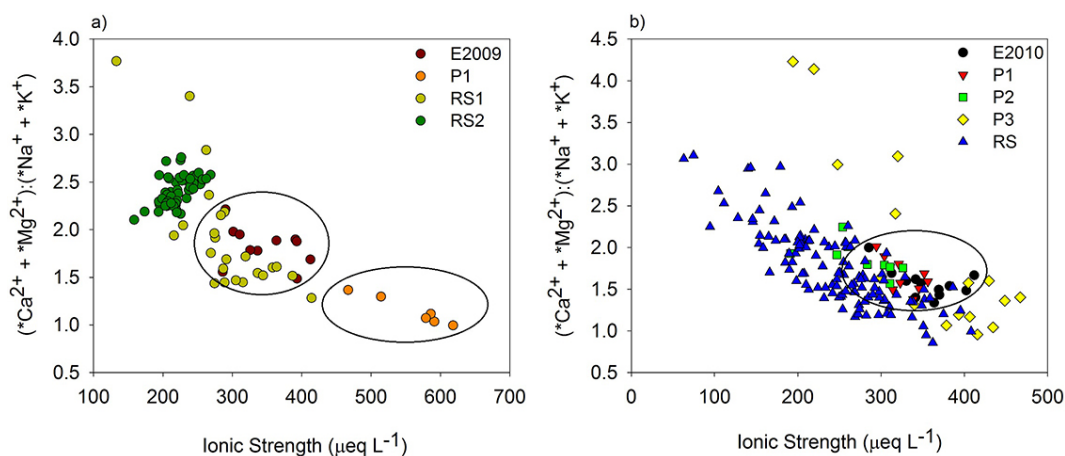 a)
4.0
3.5
3.0
2.5
2.0
1.5
1.0
0.5
(*Ca2+ + *Mg2+):(*Na+ + *K+)
E2009
P1
RS1
RS2
100 200 300 400 500 600 700
Ionic Strength (µeq L-1)
b)
4.5
4.0
3.5
3.0
2.5
2.0
1.5
1.0
0.5
(*Ca2+ + *Mg2+):(*Na+ + *K+)
E2010
P1
P2
P3
RS
0 100 200 300 400 500
Ionic Strength (µeq L-1)